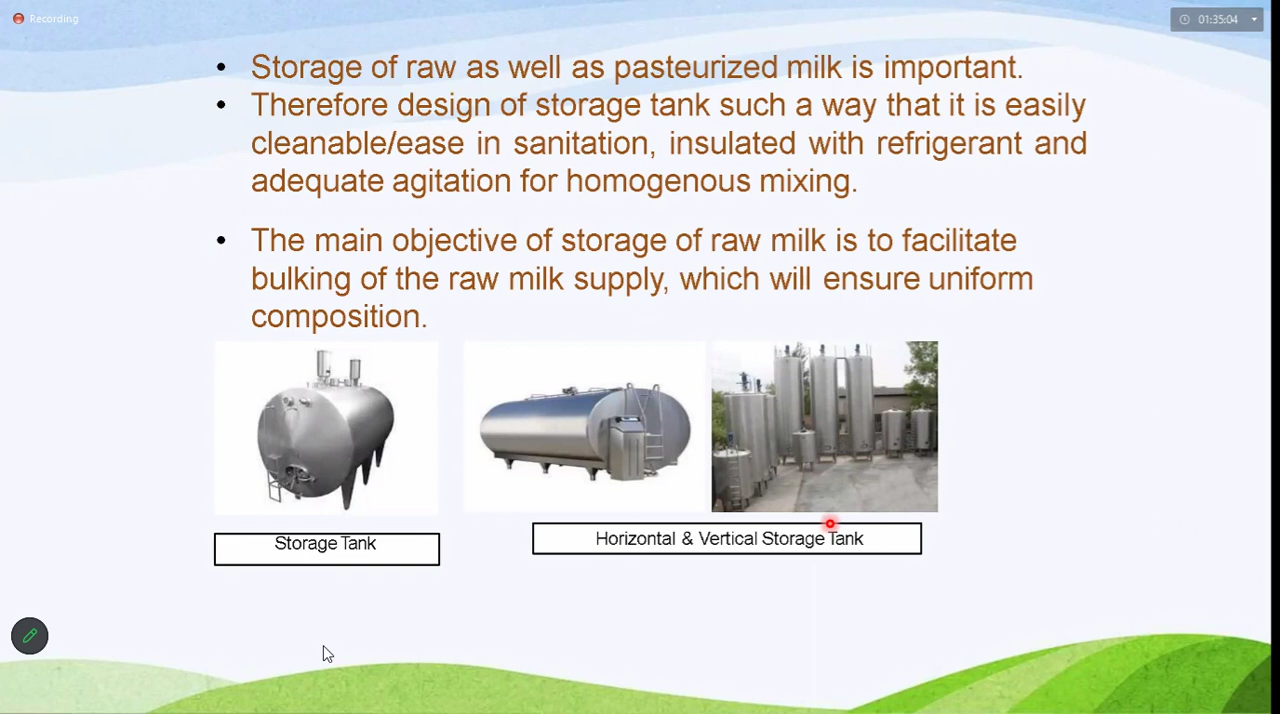 Recording
01:35:04
• Storage of raw as well as pasteurized milk is important.
• Therefore design of storage tank such a way that it is easily
cleanable/ease in sanitation, insulated with refrigerant and
adequate agitation for homogenous mixing.
• The main objective of storage of raw milk is to facilitate
bulking of the raw milk supply, which will ensure uniform
composition.
Storage Tank
Horizontal & Vertical Storage Tank